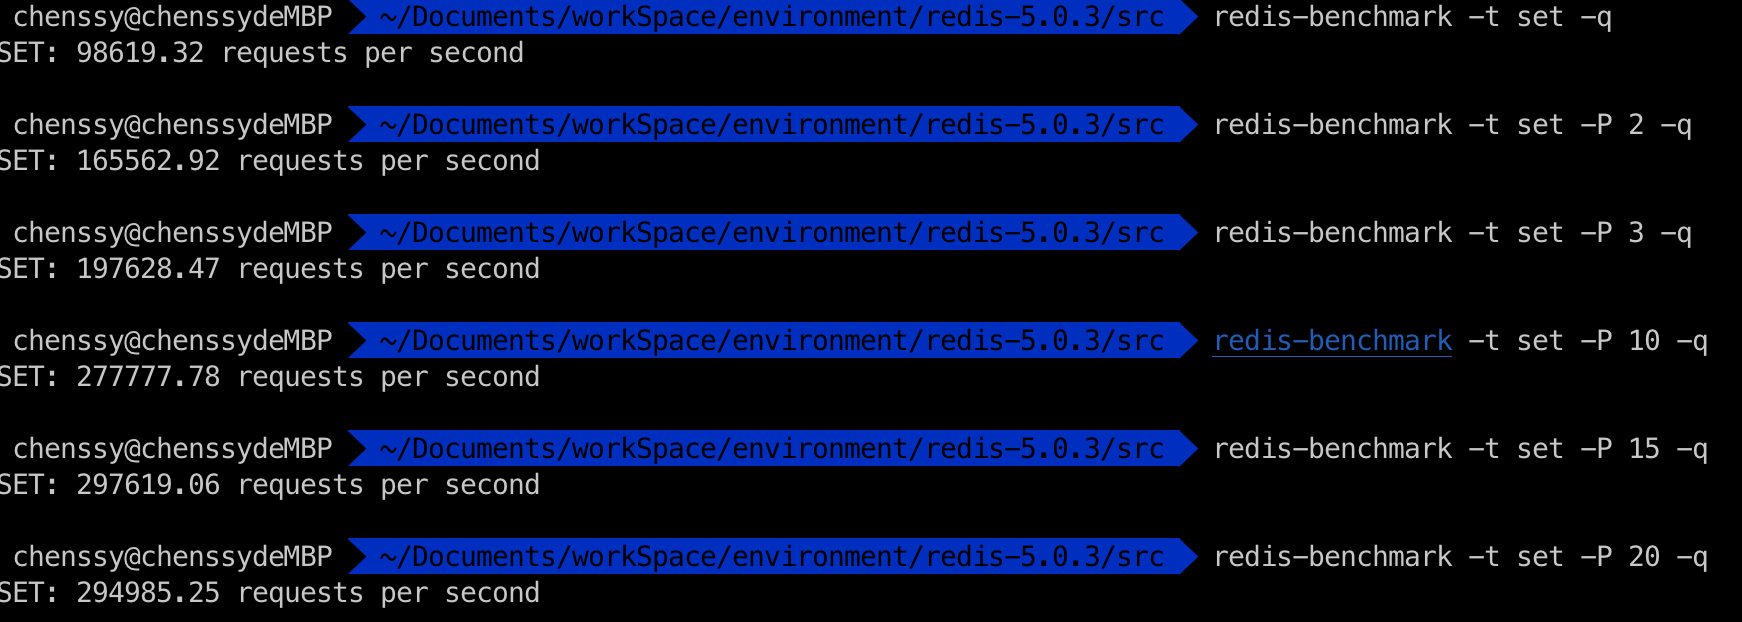 chenssy@chenssydeMBP ~/Documents/workSpace/environment/redis-5.0.3/src redis-benchmark -t set -q
SET: 98619.32 requests per second
chenssy@chenssydeMBP ~/Documents/workSpace/environment/redis-5.0.3/src redis-benchmark -t set -P 2 -q
SET: 165562.92 requests per second
chenssy@chenssydeMBP ~/Documents/workSpace/environment/redis-5.0.3/src redis-benchmark -t set -P 3 -q
SET: 197628.47 requests per second
chenssy@chenssydeMBP ~/Documents/workSpace/environment/redis-5.0.3/src redis-benchmark -t set -P 10 -q
SET: 277777.78 requests per second
chenssy@chenssydeMBP ~/Documents/workSpace/environment/redis-5.0.3/src redis-benchmark -t set -P 15 -q
SET: 297619.06 requests per second
chenssy@chenssydeMBP ~/Documents/workSpace/environment/redis-5.0.3/src redis-benchmark -t set -P 20 -q
SET: 294985.25 requests per second